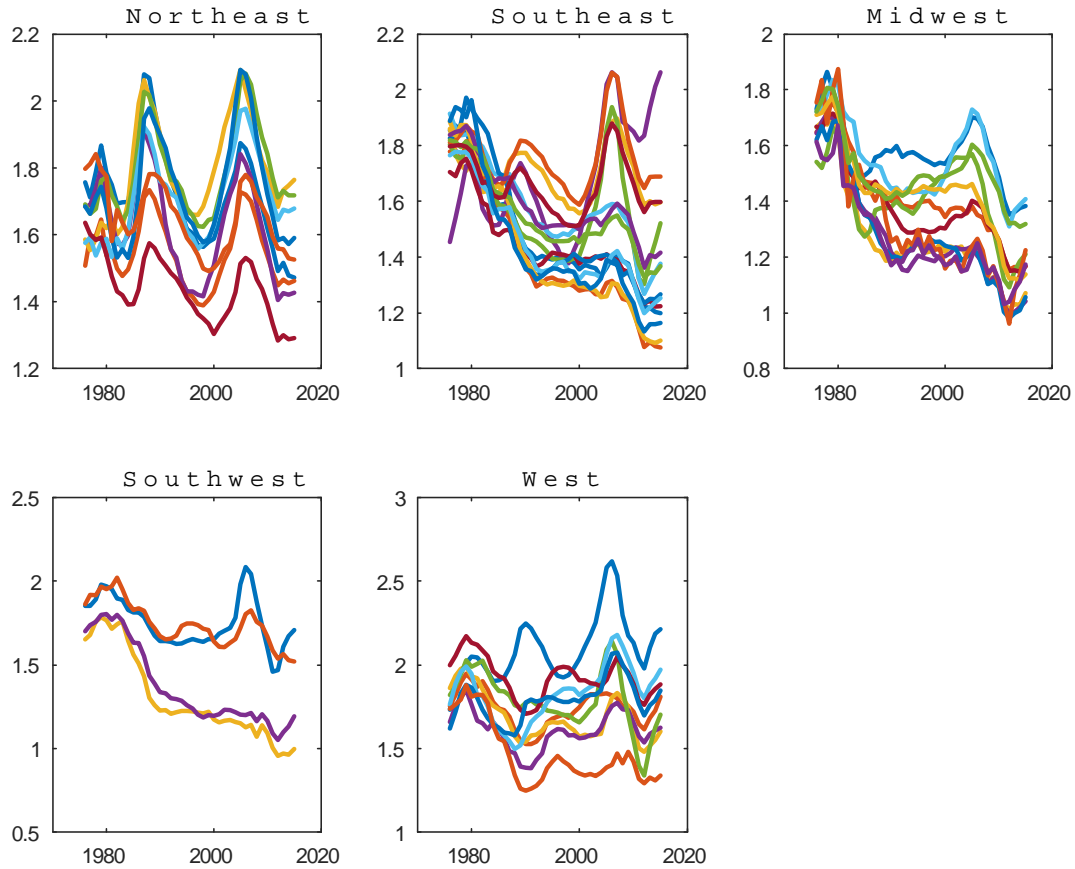 Northeast Southeast Midwest
2.2 2.2 2
2 2 1.8
1.8 1.8 1.6
1.6 1.6 1.4
1.4 1.4 1.2
1.2 1.2 1
1 0.8
1980 2000 2020 1980 2000 2020 1980 2000 2020
Southwest West
2.5 3
2 2.5
1.5 2
1 1.5
0.5 1
1980 2000 2020 1980 2000 2020